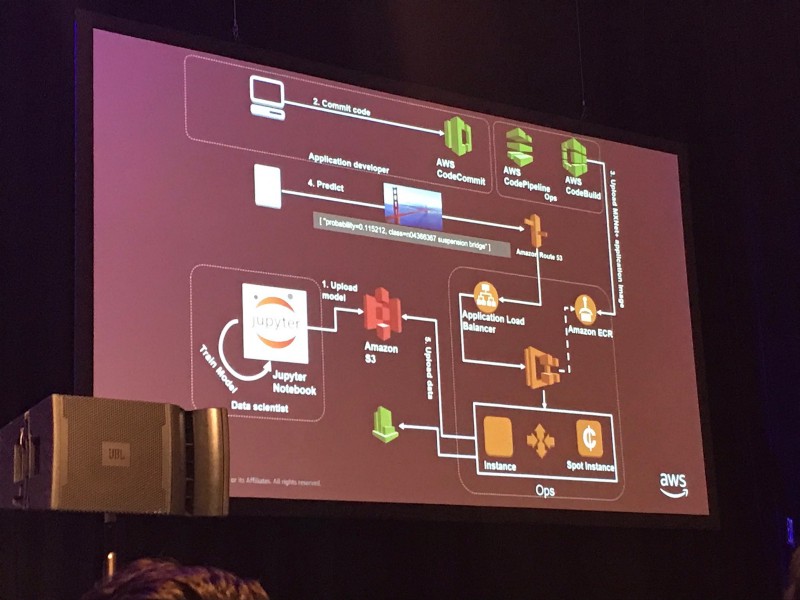 2. Commit code
Application developer
AWS
CodeCommit
AWS
CodePipeline
Ops
AWS
CodeBuild
3. Upload MXNet+ application image
4. Predict
[ "probability=0.115212, class=n04366367 suspension bridge" ]
Amazon Route 53
1. Upload
model
jupyter
Train Model
Jupyter
Notebook
Data scientist
Amazon
S3
5. Upload data
Application Load
Balancer
Amazon ECR
Instance
Spot Instance
Ops
JBL
or its Affiliates. All rights reserved.
aws